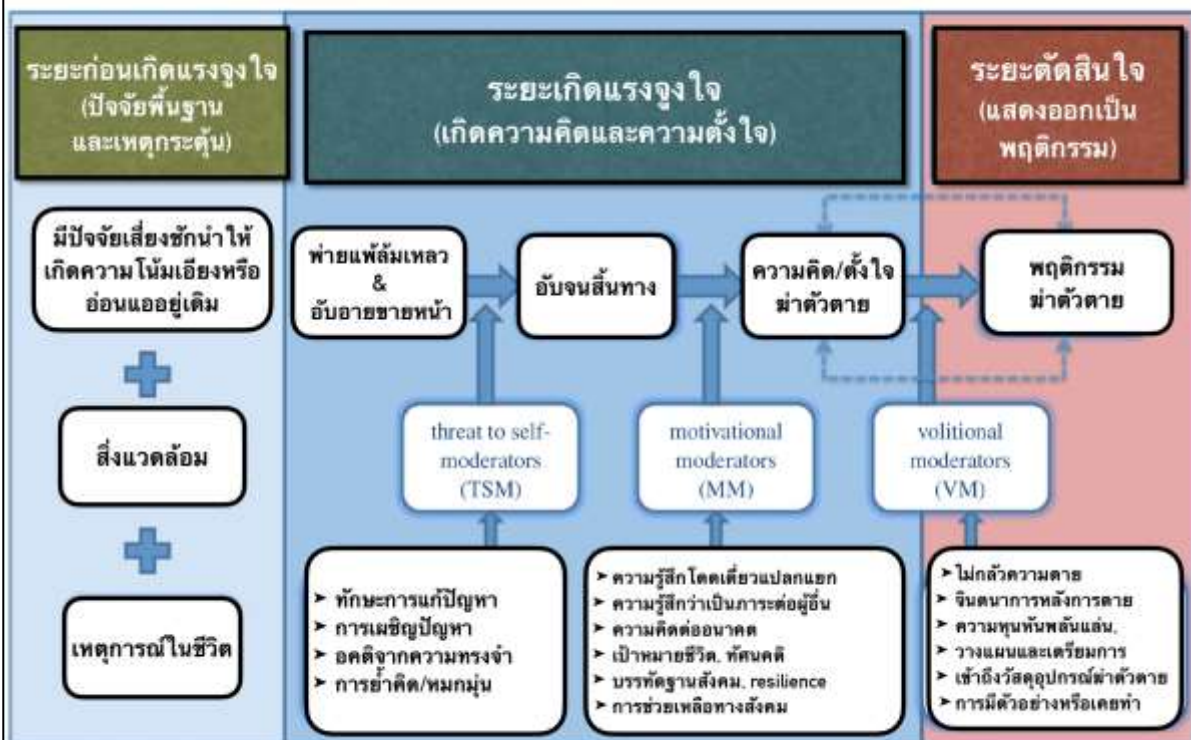 ระยะก่อนเกิดแรงจูงใจ
(ปัจจัยพื้นฐาน
และเหตุกระตุ้น)
ระยะเกิดแรงจูงใจ
(เกิดความคิดและความตั้งใจ)
ระยะตัดสินใจ
(แสดงออกเป็น
พฤติกรรม)
มีปัจจัยเสี่ยงชักนำให้
เกิดความโน้มเอียงหรือ
อ่อนแออยู่เดิม
สิ่งแวดล้อม
เหตุการณ์ในชีวิต
พ่ายแพ้ล้มเหลว
&
อับอายขายหน้า
อับจนสิ้นทาง
ความคิด/ตั้งใจ
ฆ่าตัวตาย
พฤติกรรม
ฆ่าตัวตาย
threat to self-
moderators
(TSM)
motivational
moderators
(MM)
volitional
moderators
(VM)
➤ ทักษะการแก้ปัญหา
➤ การเผชิญปัญหา
➤ อคติจากความทรงจำ
➤ การย้ำคิด/หมกมุ่น
➤ ความรู้สึกโดดเดี่ยวแปลกแยก
➤ ความรู้สึกว่าเป็นภาระต่อผู้อื่น
➤ ความคิดต่ออนาคต
➤ เป้าหมายชีวิต, ทัศนคติ
➤ บรรทัดฐานสังคม, resilience
➤ การช่วยเหลือทางสังคม
➤ ไม่กลัวความตาย
➤ จินตนาการหลังการตาย
➤ ความหุนหันพลันแล่น,
➤ วางแผนและเตรียมการ
➤ เข้าถึงวัสดุอุปกรณ์ฆ่าตัวตาย
➤ การมีตัวอย่างหรือเคยทำ